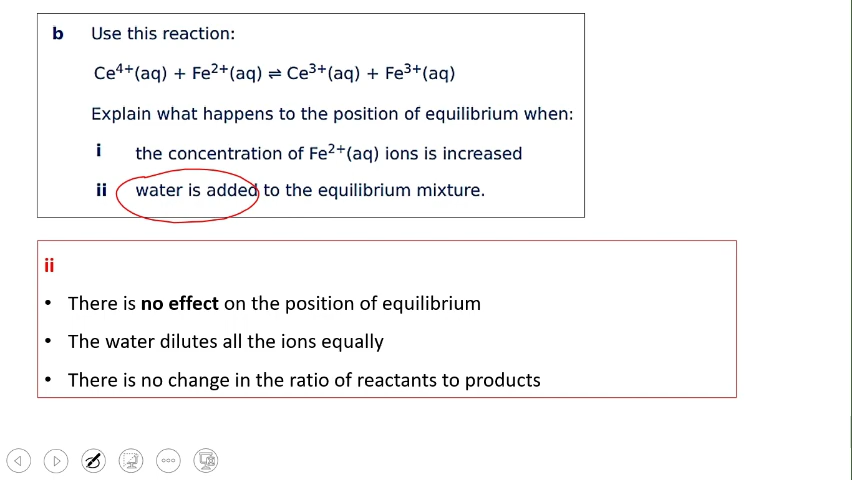 b Use this reaction:
Ce⁴⁺(aq) + Fe²⁺(aq) ⇌ Ce³⁺(aq) + Fe³⁺(aq)
Explain what happens to the position of equilibrium when:
i the concentration of Fe²⁺(aq) ions is increased
ii water is added to the equilibrium mixture.
ii
• There is no effect on the position of equilibrium
• The water dilutes all the ions equally
• There is no change in the ratio of reactants to products